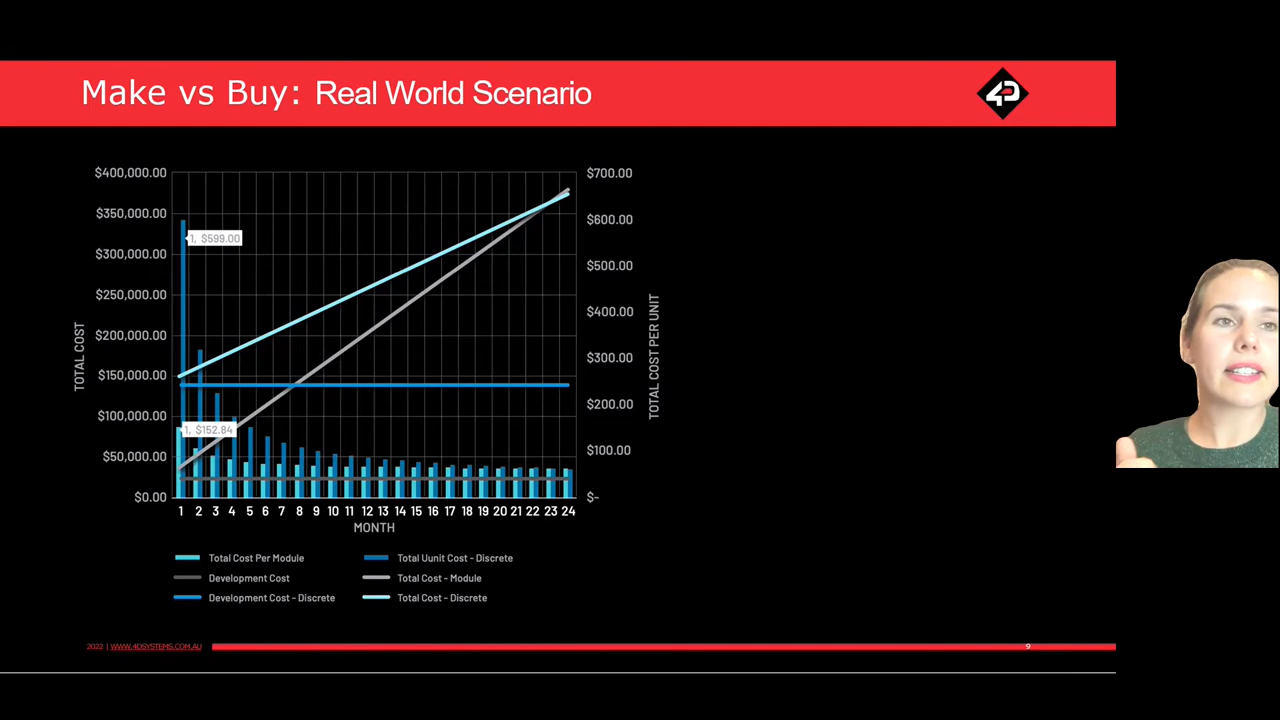 Make vs Buy: Real World Scenario
4D
$400,000.00
$350,000.00
$300,000.00
$250,000.00
$200,000.00
$150,000.00
$100,000.00
$50,000.00
$0.00
TOTAL COST
1, $599.00
1, $152.84
$700.00
$600.00
$500.00
$400.00
$300.00
$200.00
$100.00
$-
TOTAL COST PER UNIT
1 2 3 4 5 6 7 8 9 10 11 12 13 14 15 16 17 18 19 20 21 22 23 24
MONTH
Total Cost Per Module Total Uunit Cost - Discrete
Development Cost Total Cost - Module
Development Cost - Discrete Total Cost - Discrete
2022 | WWW.4DSYSTEMS.COM.AU
9